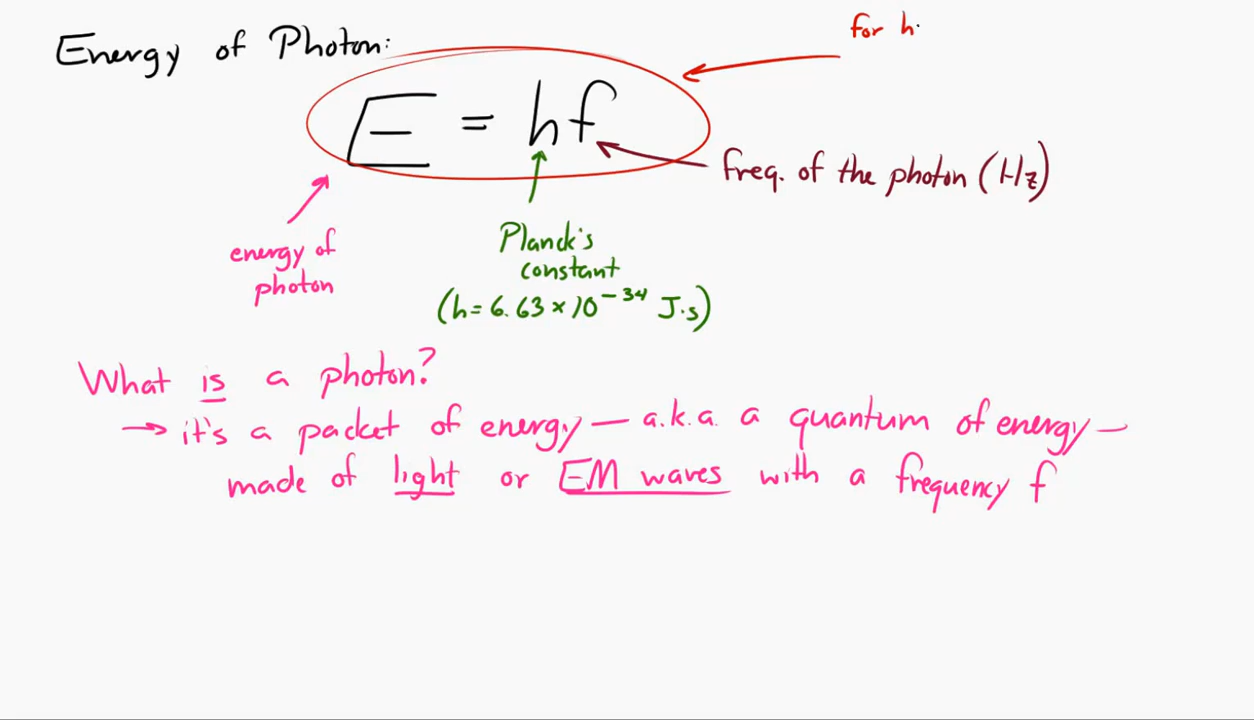 Energy of Photon:
for h
E = hf
freq. of the photon (Hz)
energy of
photon
Planck's
constant
(h = 6.63 × 10⁻³⁴ J·s)
What is a photon?
→ it's a packet of energy — a.k.a. a quantum of energy —
made of light or EM waves with a frequency f